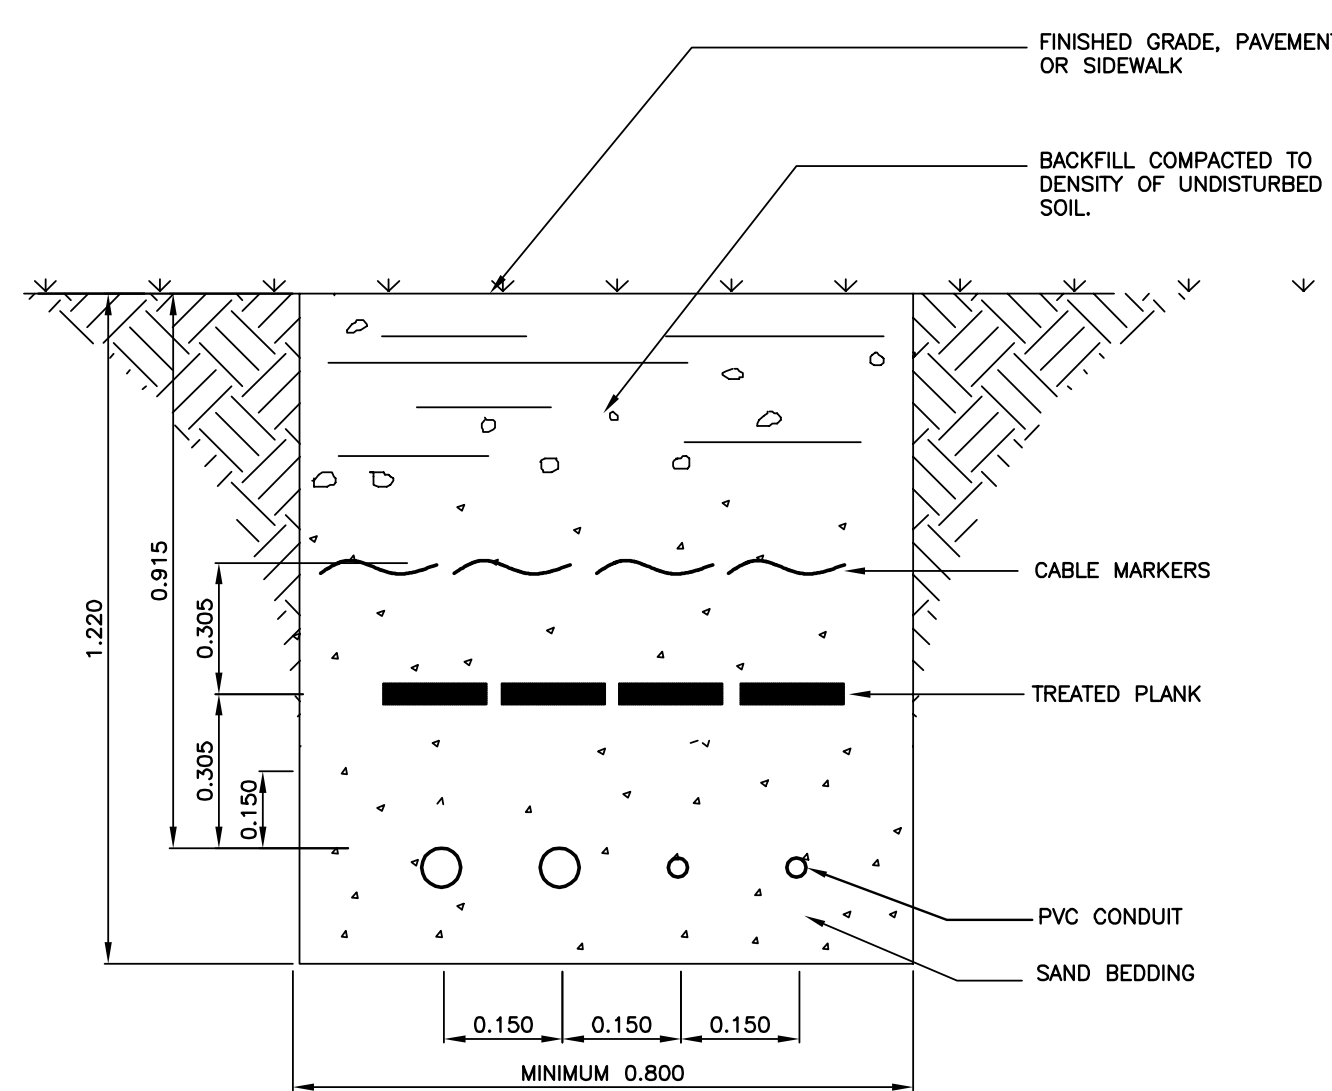 FINISHED GRADE, PAVEMENT
OR SIDEWALK
BACKFILL COMPACTED TO
DENSITY OF UNDISTURBED
SOIL.
1.220
0.915
0.305
0.305
0.150
CABLE MARKERS
TREATED PLANK
PVC CONDUIT
SAND BEDDING
0.150
0.150
0.150
MINIMUM 0.800